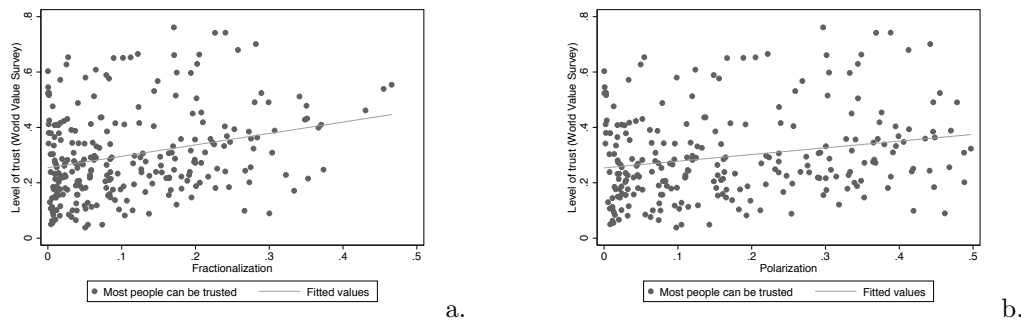 Level of trust (World Value Survey)
.8
.6
.4
.2
0
0 .1 .2 .3 .4 .5
Fractionalization
Most people can be trusted Fitted values
a.
Level of trust (World Value Survey)
.8
.6
.4
.2
0
0 .1 .2 .3 .4 .5
Polarization
Most people can be trusted Fitted values
b.